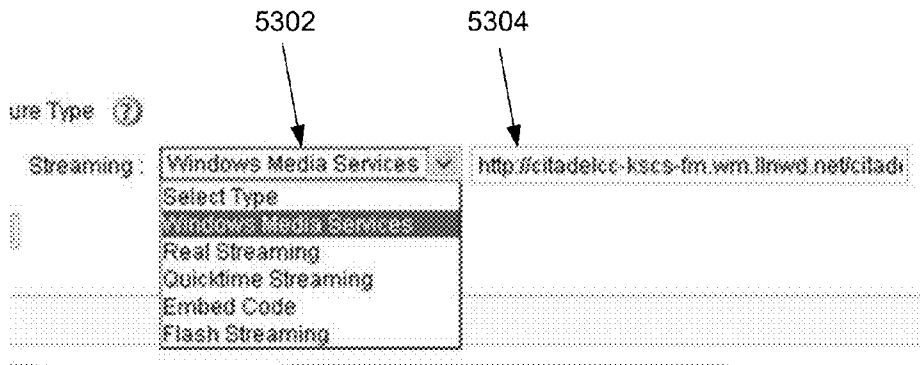 5302 5304
ure Type ?
Streaming : Windows Media Services http://citadelcc-kscs-fm.wm.llnwd.net/citade
Select Type
Windows Media Services
Real Streaming
Quicktime Streaming
Embed Code
Flash Streaming